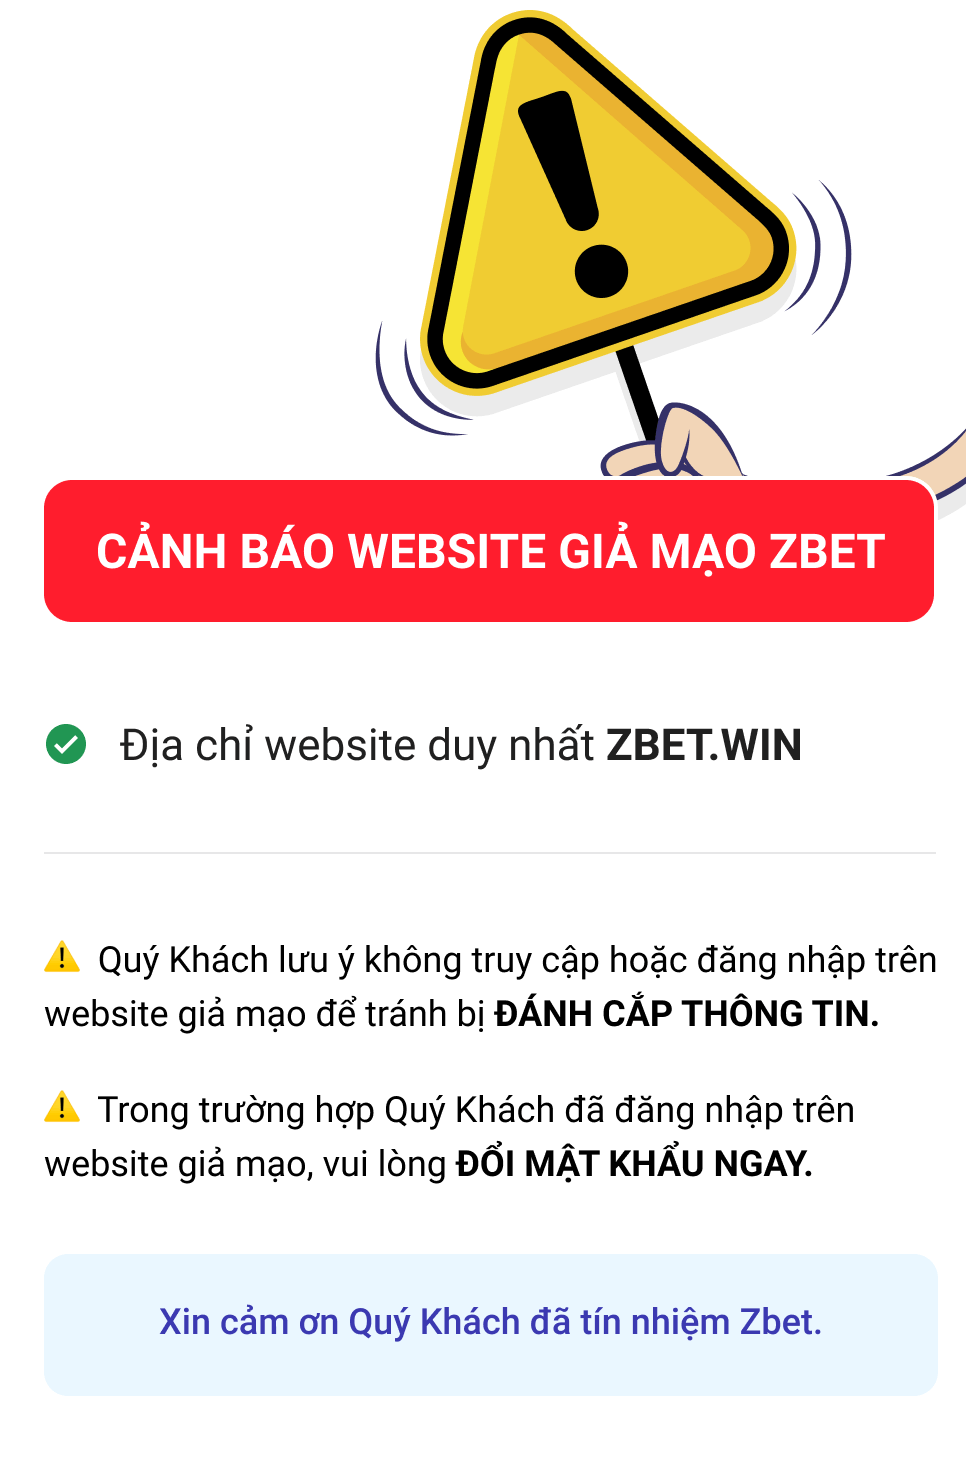 CẢNH BÁO WEBSITE GIẢ MẠO ZBET
Địa chỉ website duy nhất ZBET.WIN
Quý Khách lưu ý không truy cập hoặc đăng nhập trên
website giả mạo để tránh bị ĐÁNH CẮP THÔNG TIN.
Trong trường hợp Quý Khách đã đăng nhập trên
website giả mạo, vui lòng ĐỔI MẬT KHẨU NGAY.
Xin cảm ơn Quý Khách đã tín nhiệm Zbet.